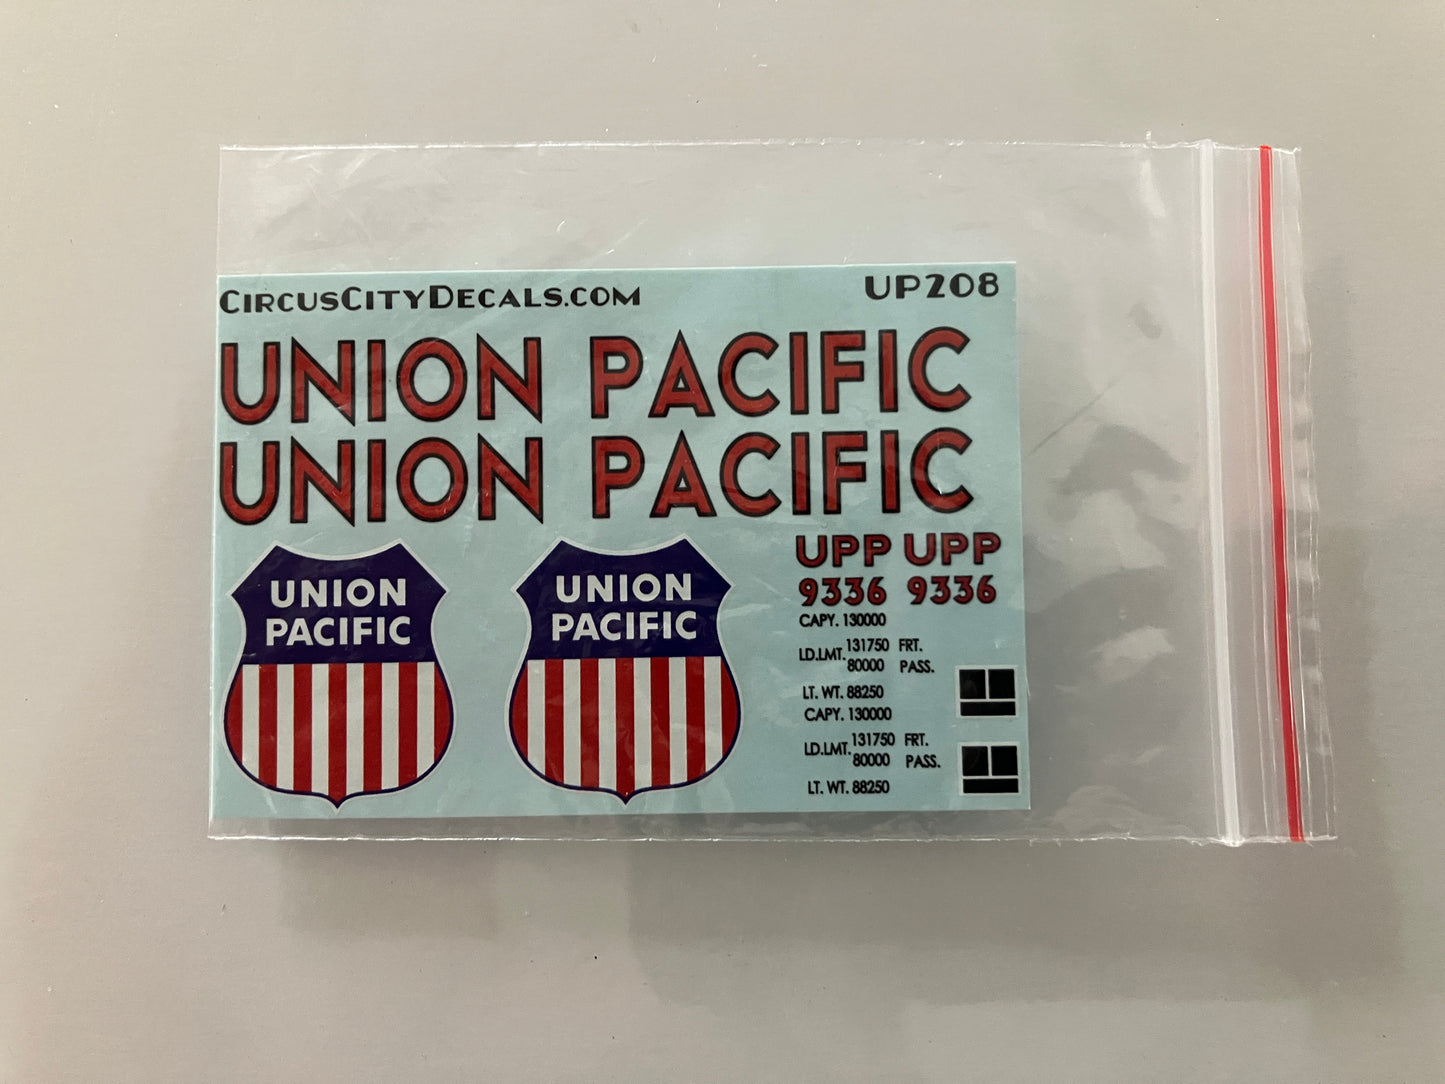 CIRCUSCITYDECALS.COM UP208
UNION PACIFIC
UNION PACIFIC
UNION
PACIFIC
UNION
PACIFIC
UPP UPP
9336 9336
CAPY. 130000
LD.LMT. 131750 FRT.
80000 PASS.
LT. WT. 88250
CAPY. 130000
LD.LMT. 131750 FRT.
80000 PASS.
LT. WT. 88250